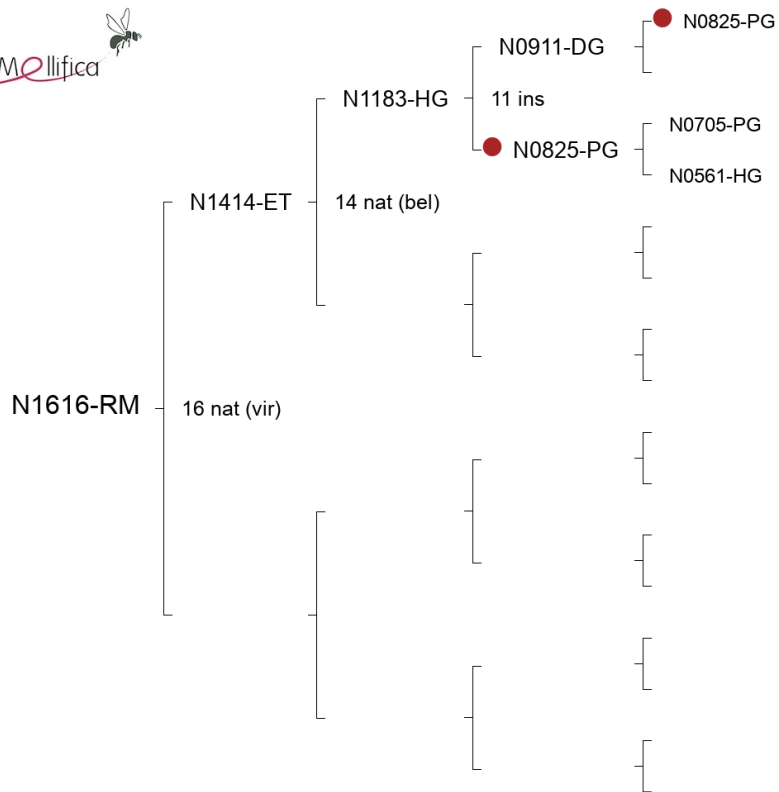 Mellifica
N0825-PG
N0911-DG
N1183-HG
11 ins
N0705-PG
N0825-PG
N0561-HG
N1414-ET
14 nat (bel)
N1616-RM
16 nat (vir)